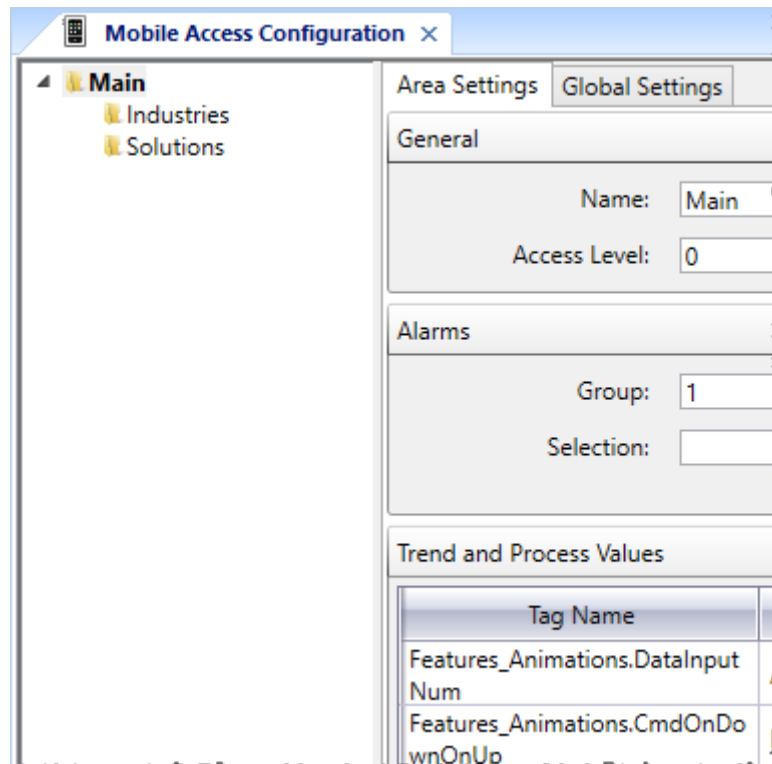 Mobile Access Configuration
Main
Industries
Solutions
Area Settings
Global Settings
General
Name:
Main
Access Level:
0
Alarms
Group:
1
Selection:
Trend and Process Values
Tag Name
Features_Animations.DataInput
Num
Features_Animations.CmdOnDo
wnOnUp